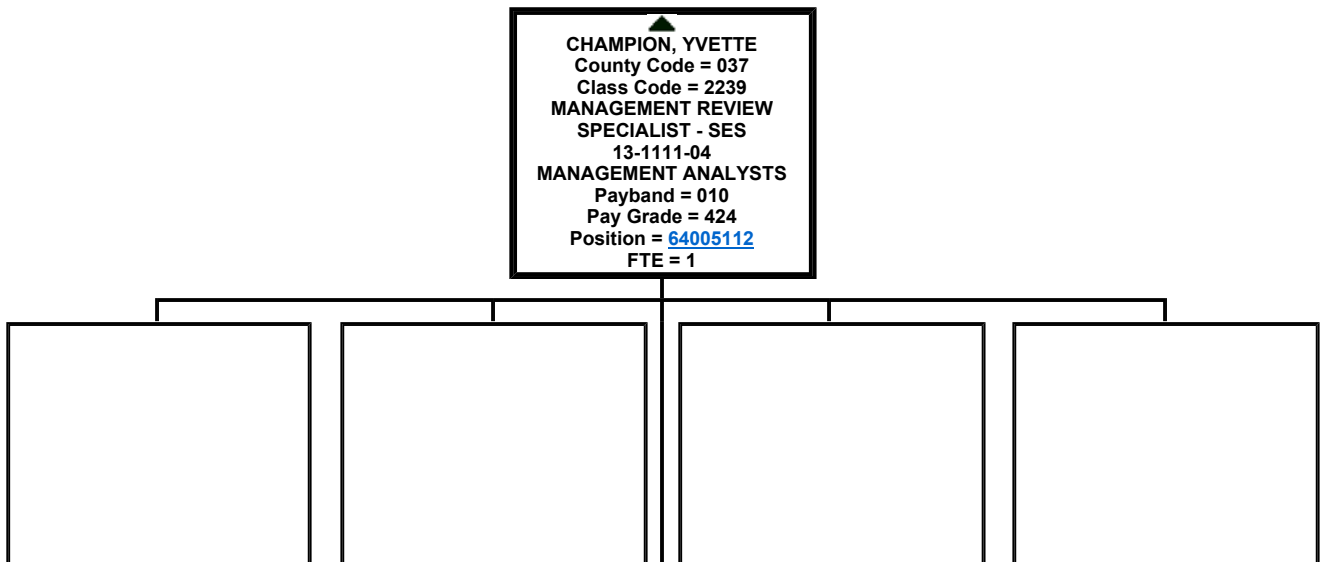 CHAMPION, YVETTE
County Code = 037
Class Code = 2239
MANAGEMENT REVIEW
SPECIALIST - SES
13-1111-04
MANAGEMENT ANALYSTS
Payband = 010
Pay Grade = 424
Position = 64005112
FTE = 1